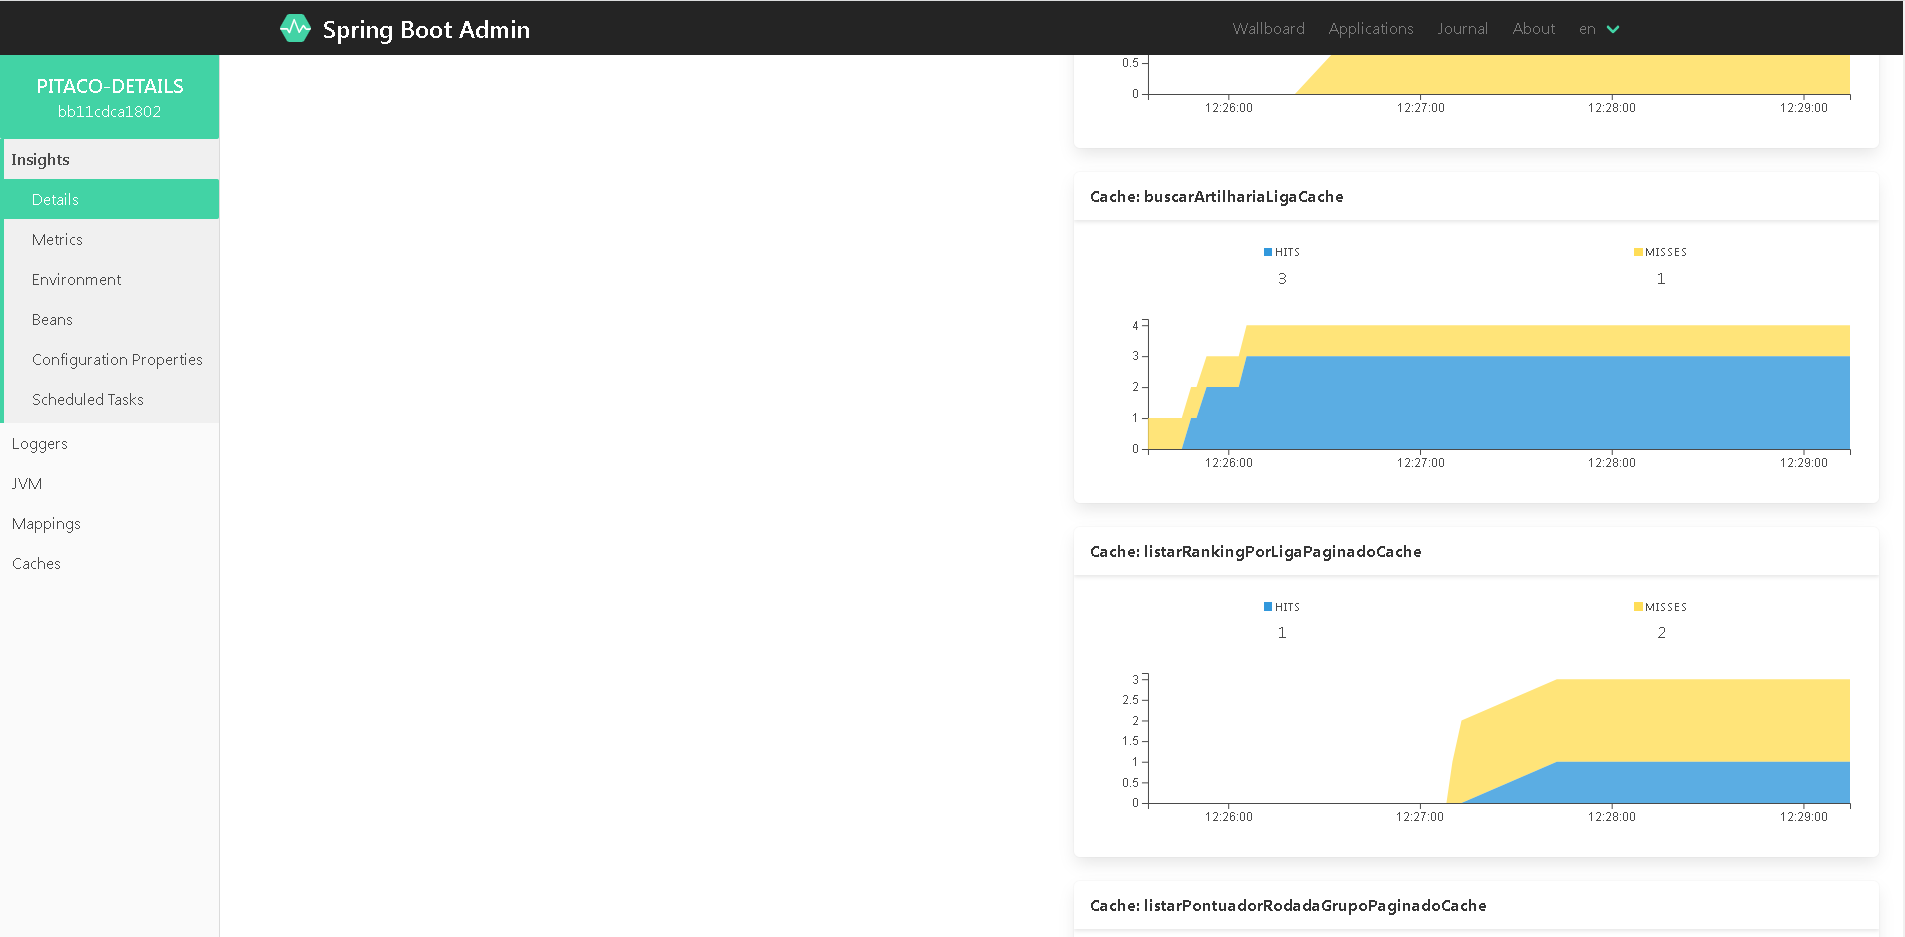 Spring Boot Admin
Wallboard Applications Journal About en
PITACO-DETAILS
bb11cdca1802
Insights
Details
Metrics
Environment
Beans
Configuration Properties
Scheduled Tasks
Loggers
JVM
Mappings
Caches
0.5
0
12:26:00 12:27:00 12:28:00 12:29:00
Cache: buscarArtilhariaLigaCache
HITS MISSES
3 1
4
3
2
1
0
12:26:00 12:27:00 12:28:00 12:29:00
Cache: listarRankingPorLigaPaginadoCache
HITS MISSES
1 2
3
2.5
2
1.5
1
0.5
0
12:26:00 12:27:00 12:28:00 12:29:00
Cache: listarPontuadorRodadaGrupoPaginadoCache